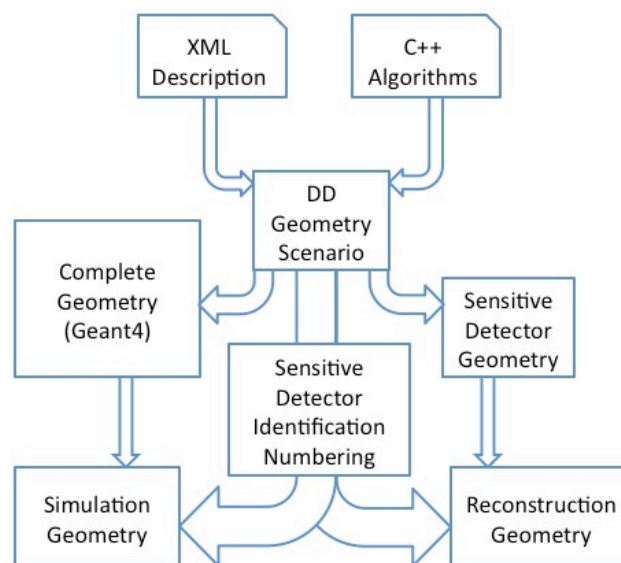 XML
Description
C++
Algorithms
DD
Geometry
Scenario
Complete
Geometry
(Geant4)
Sensitive
Detector
Geometry
Sensitive
Detector
Identification
Numbering
Simulation
Geometry
Reconstruction
Geometry